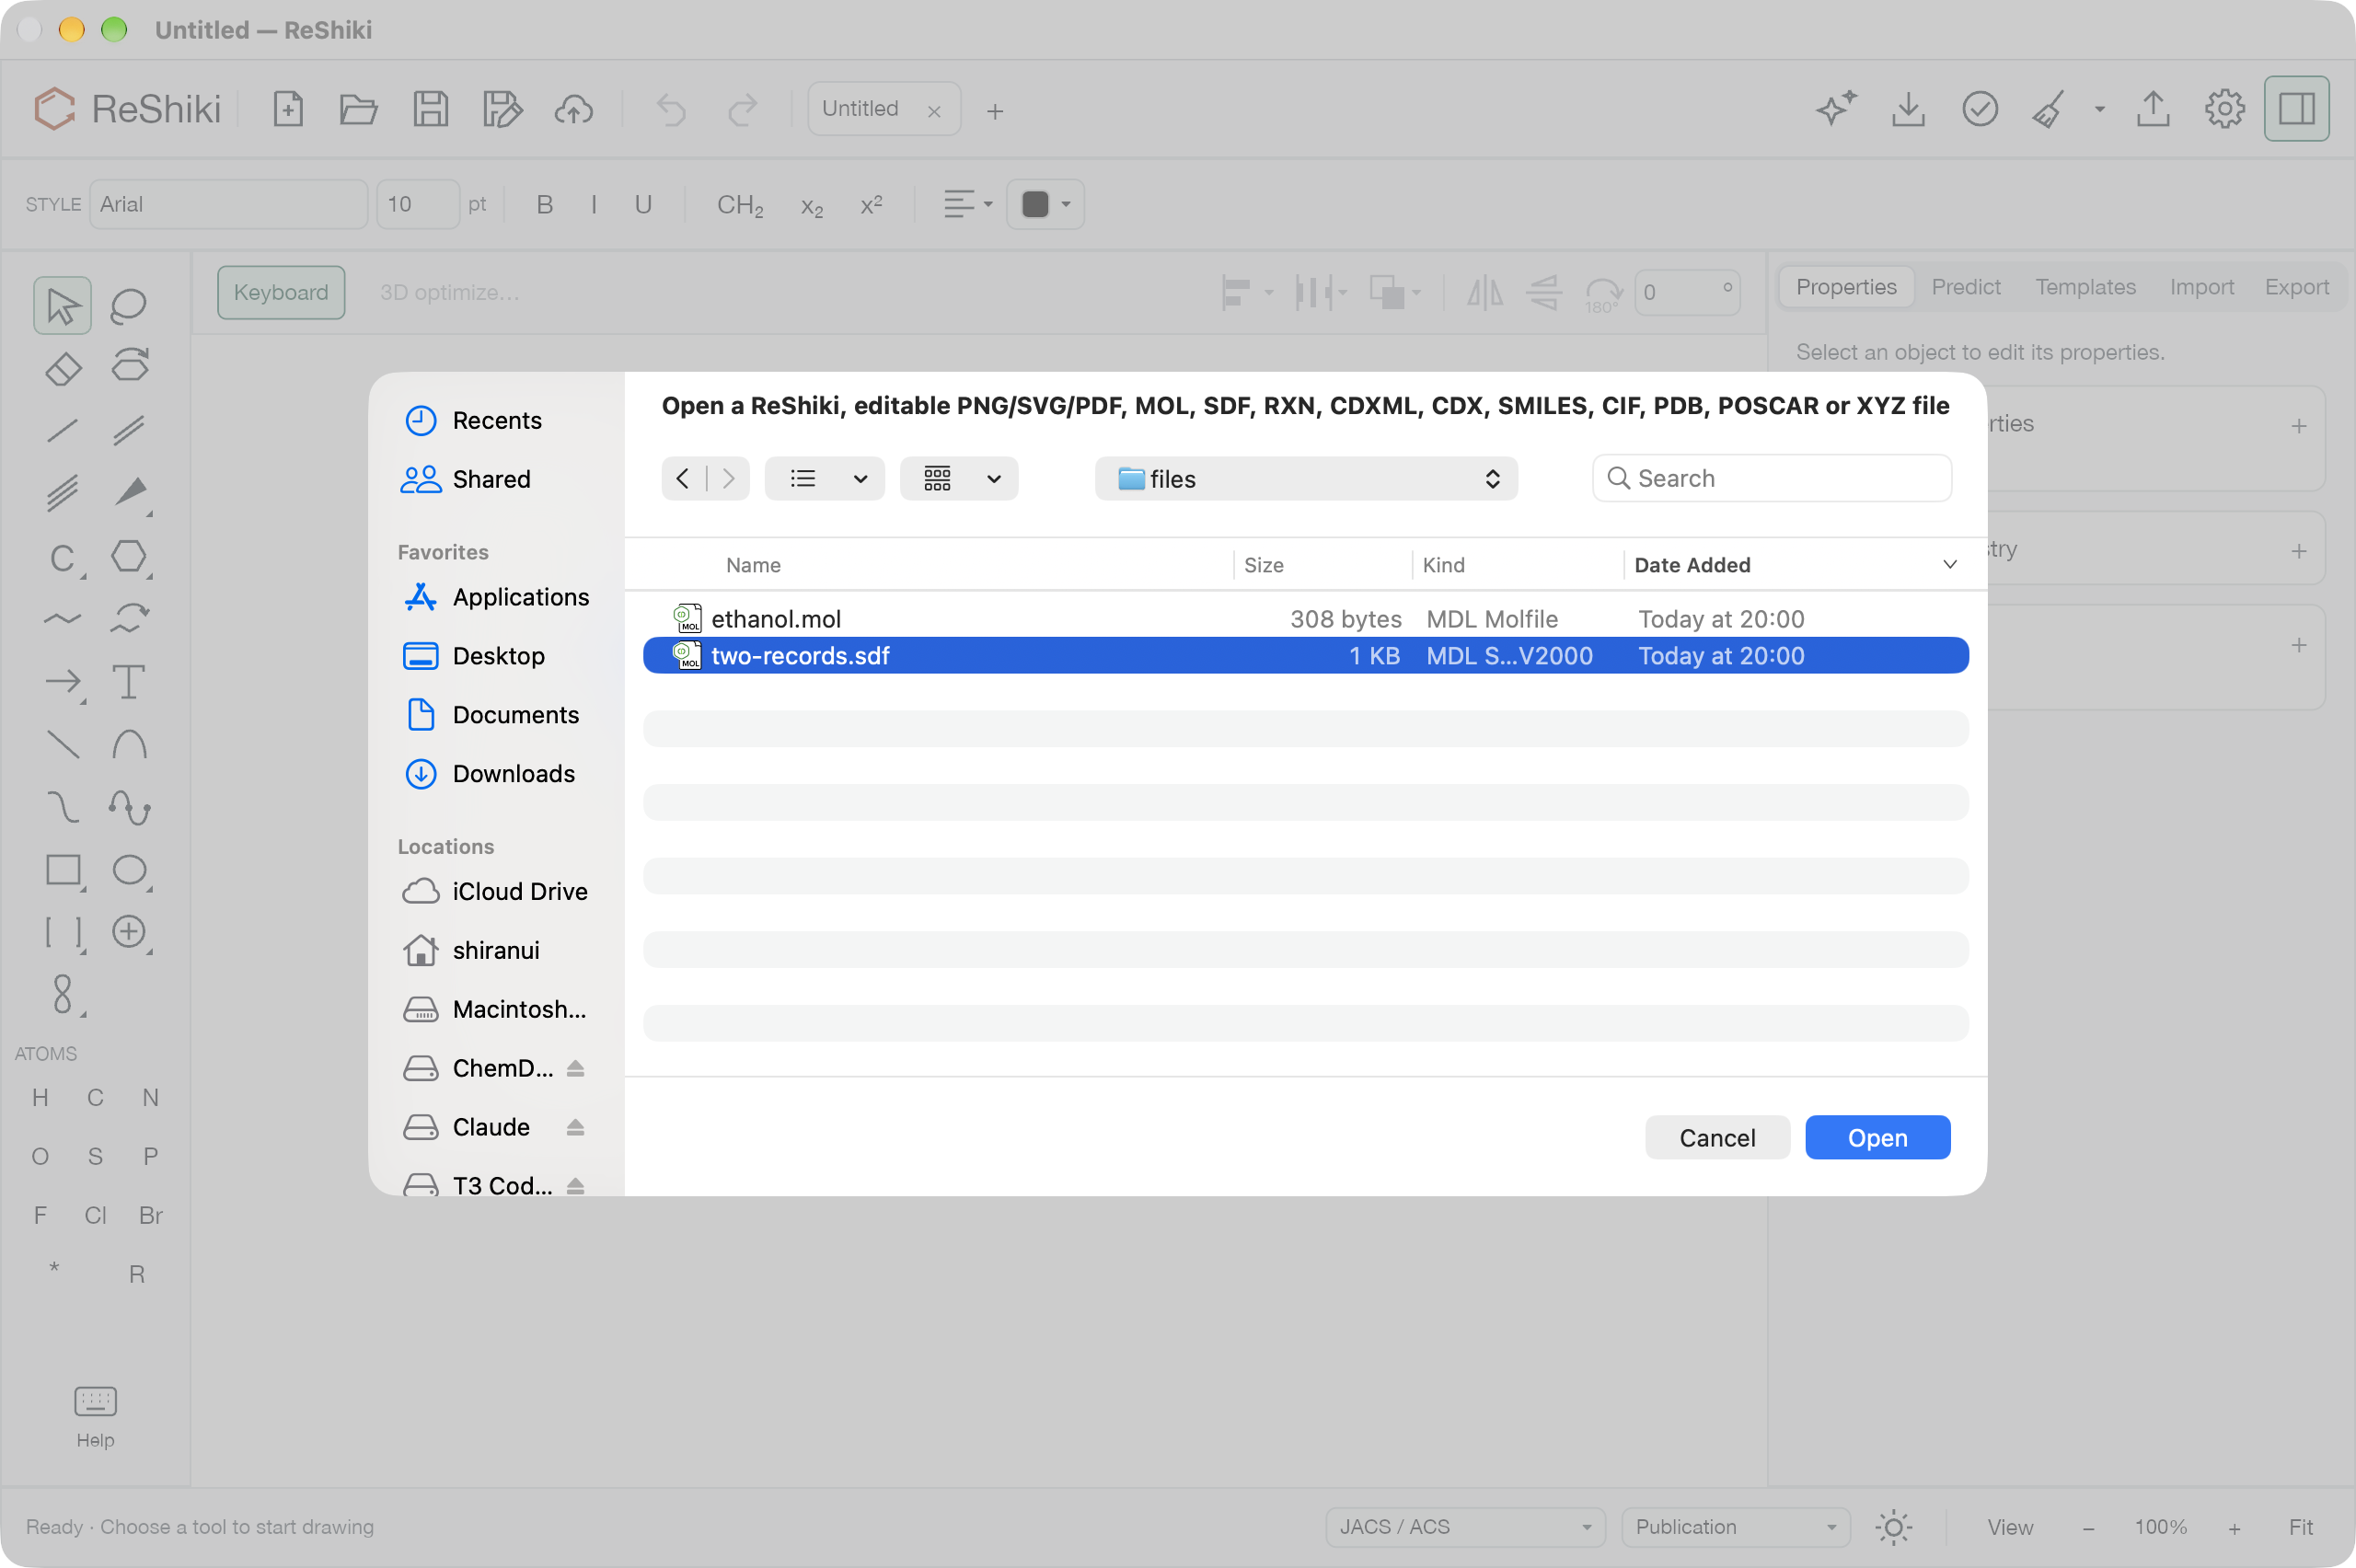 Untitled — ReShiki
ReShiki
Untitled
STYLE Arial 10 pt B I U CH₂ x₂ x²
Keyboard 3D optimize... 180° 0 °
Properties Predict Templates Import Export
Select an object to edit its properties.
rties
try
C
T
ATOMS
H C N
O S P
F Cl Br
* R
Help
Recents
Shared
Favorites
Applications
Desktop
Documents
Downloads
Locations
iCloud Drive
shiranui
Macintosh...
ChemD...
Claude
T3 Cod...
Open a ReShiki, editable PNG/SVG/PDF, MOL, SDF, RXN, CDXML, CDX, SMILES, CIF, PDB, POSCAR or XYZ file
files
Search
Name Size Kind Date Added
MOL ethanol.mol 308 bytes MDL Molfile Today at 20:00
MOL two-records.sdf 1 KB MDL S...V2000 Today at 20:00
Cancel Open
Ready · Choose a tool to start drawing
JACS / ACS Publication View − 100% + Fit